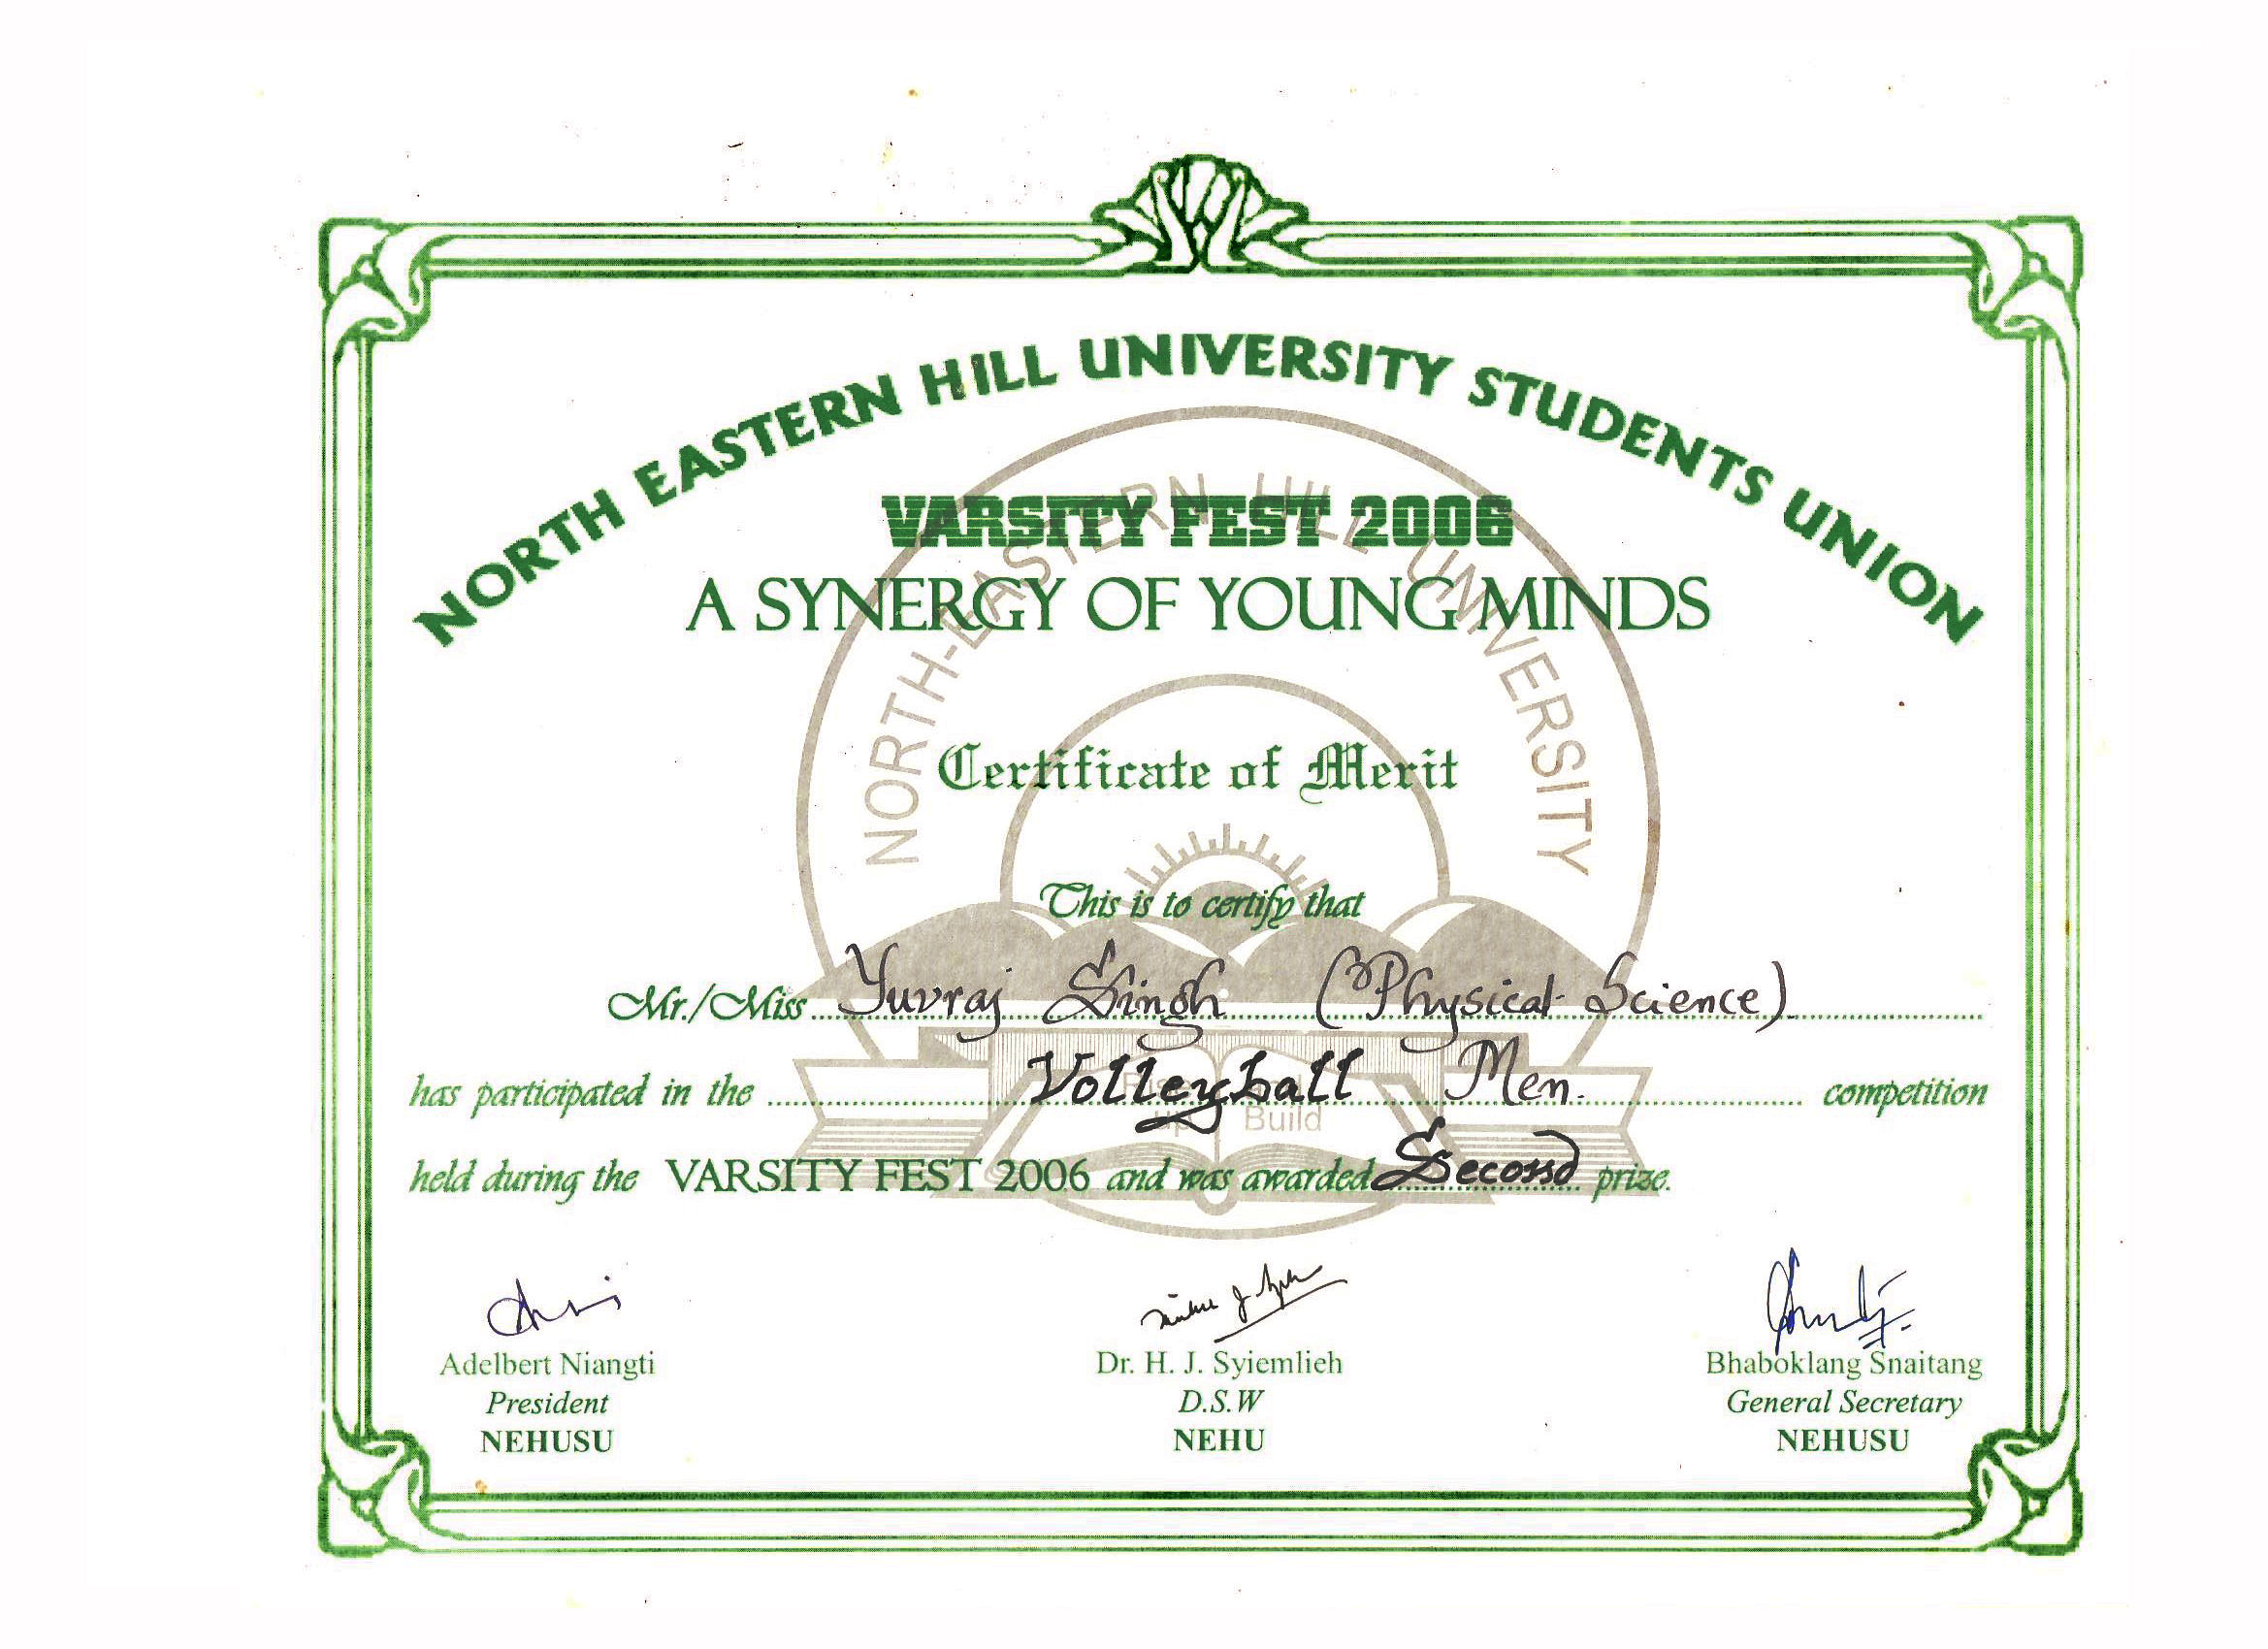 NORTH EASTERN HILL UNIVERSITY STUDENTS UNION
VARSITY FEST 2006
A SYNERGY OF YOUNG MINDS
NORTH-EASTERN HILL UNIVERSITY
Certificate of Merit
This is to certify that
Mr./Miss Yuvraj Singh (Physical Science)
has participated in the Volleyball Men. competition
Rise
up Build
held during the VARSITY FEST 2006 and was awarded Second prize.
Adelbert Niangti Dr. H. J. Syiemlieh Bhaboklang Snaitang
President D.S.W General Secretary
NEHUSU NEHU NEHUSU